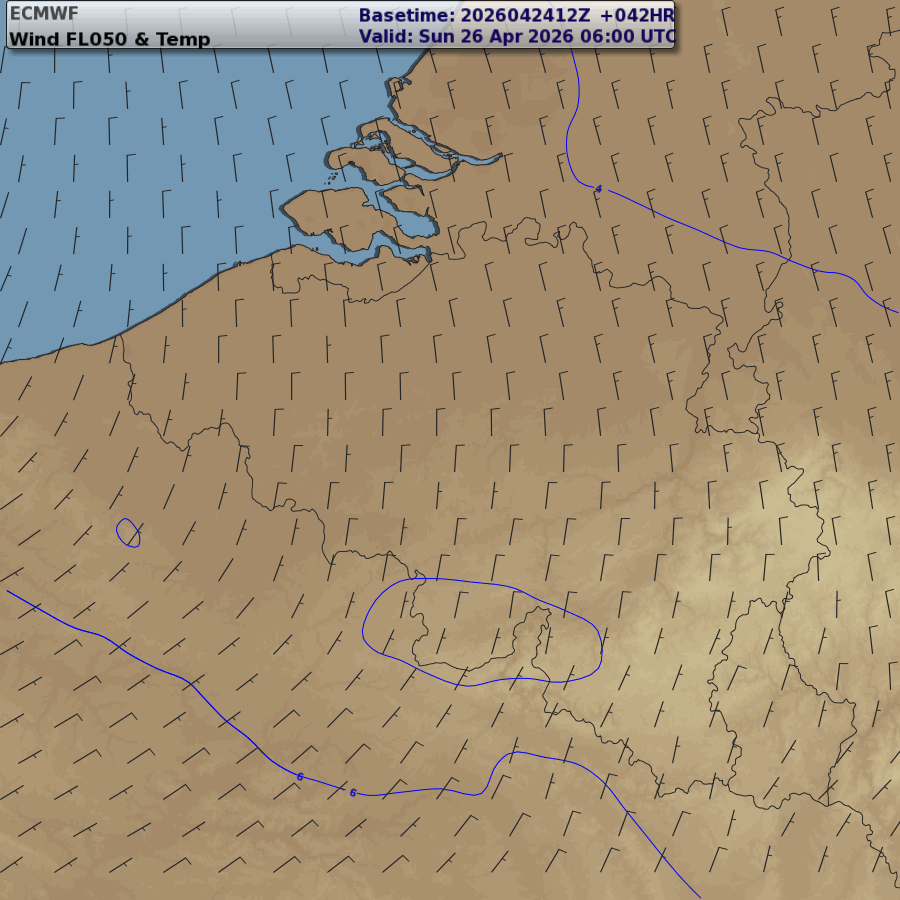 ECMWF
Basetime: 2026042412Z +042HR
Wind FL050 & Temp
Valid: Sun 26 Apr 2026 06:00 UTC
4
6
6